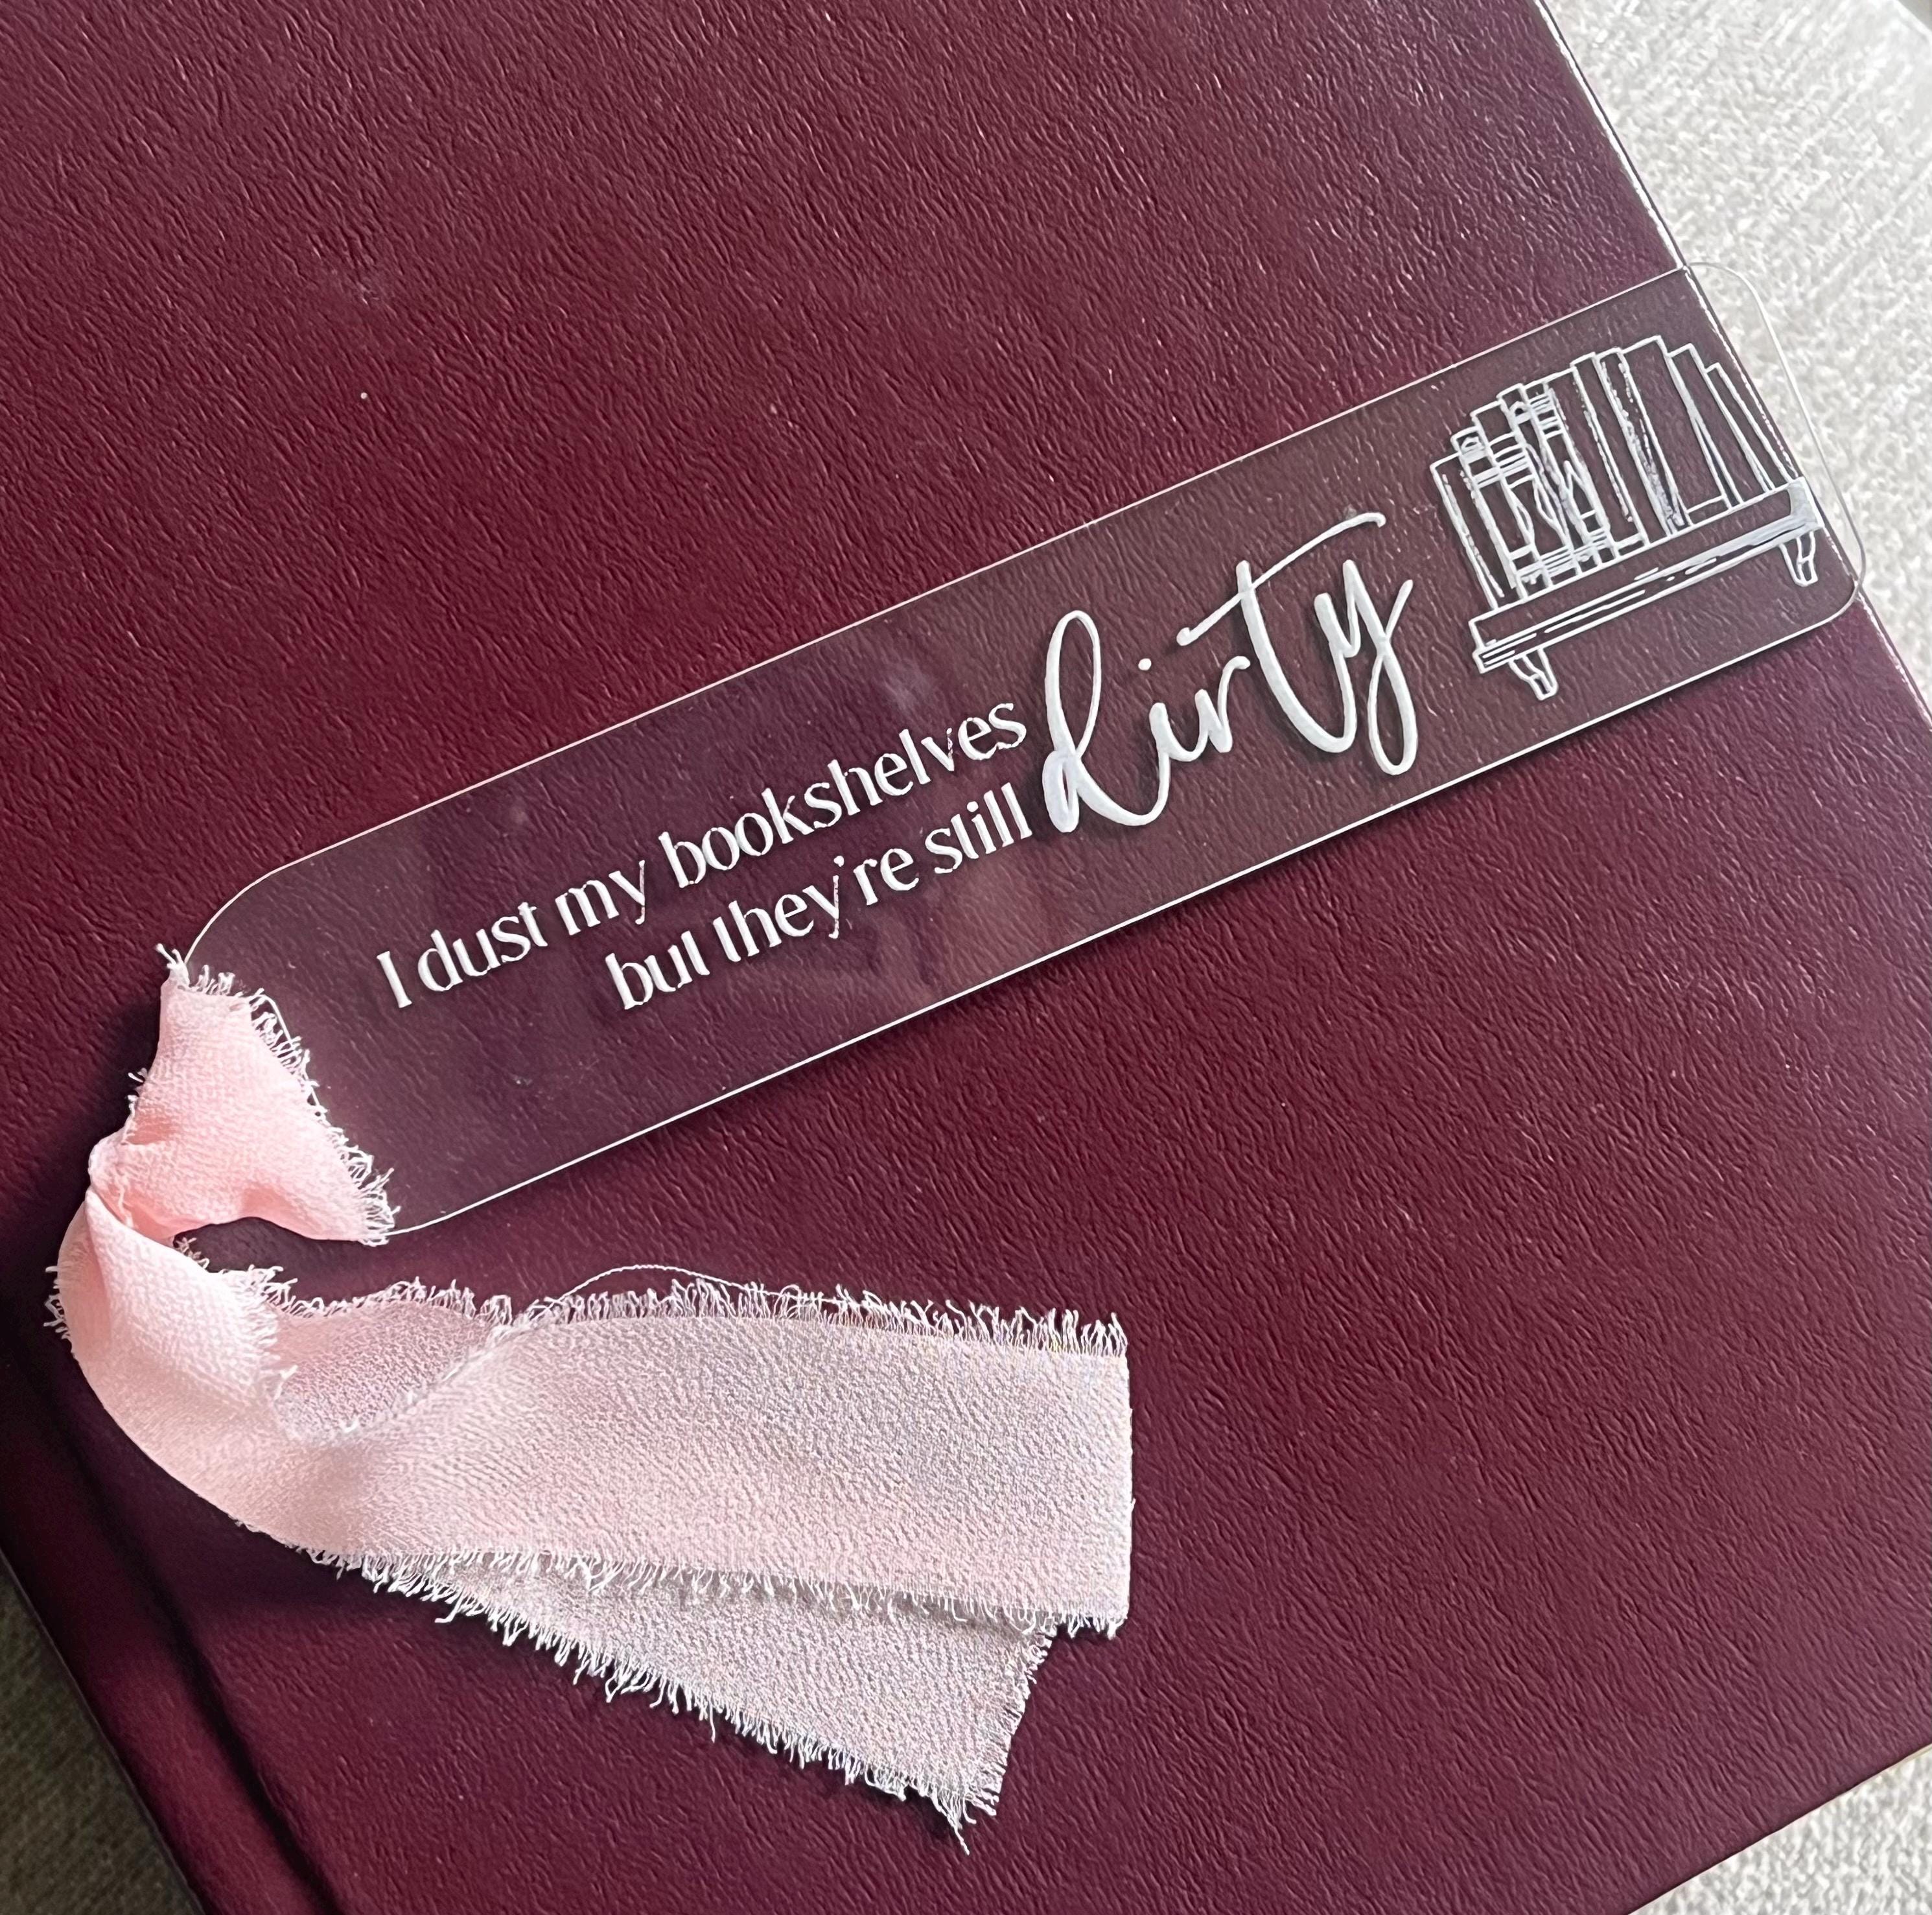 I dust my bookshelves
but they're still dirty